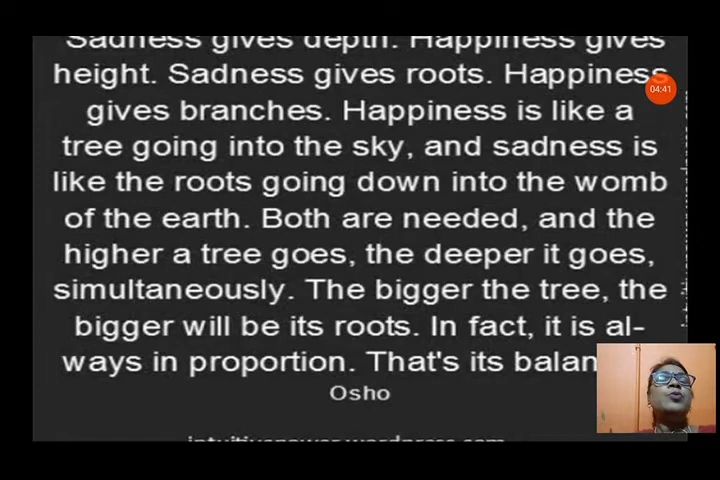 Sadness gives depth. Happiness gives
height. Sadness gives roots. Happiness
04:41
gives branches. Happiness is like a
tree going into the sky, and sadness is
like the roots going down into the womb
of the earth. Both are needed, and the
higher a tree goes, the deeper it goes,
simultaneously. The bigger the tree, the
bigger will be its roots. In fact, it is al-
ways in proportion. That's its
Osho
intuitivepower.wordpress.com